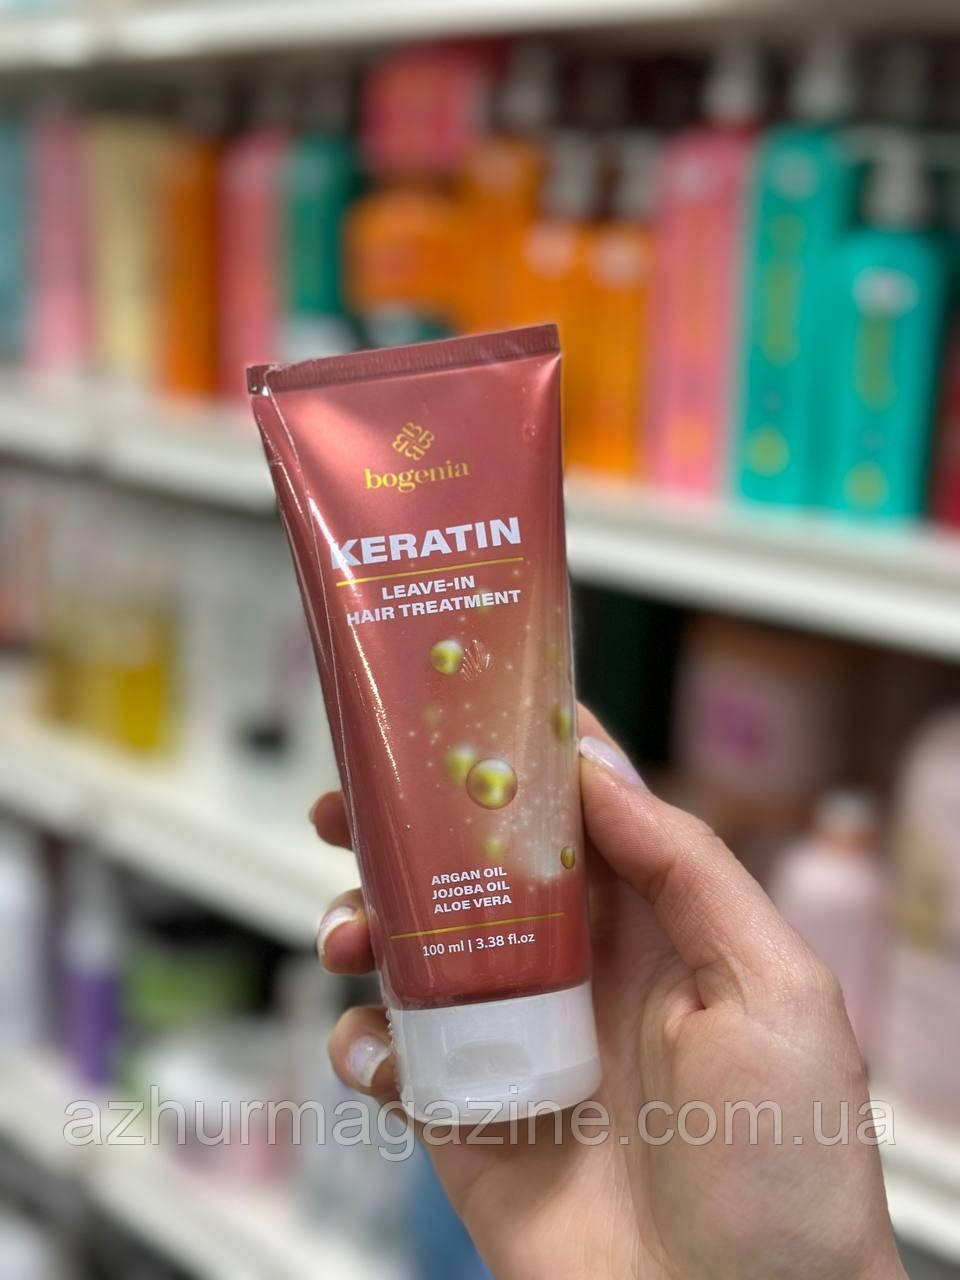 bogenia
KERATIN
LEAVE-IN
HAIR TREATMENT
ARGAN OIL
JOJOBA OIL
ALOE VERA
100 ml | 3.38 fl.oz
azhurmagazine.com.ua